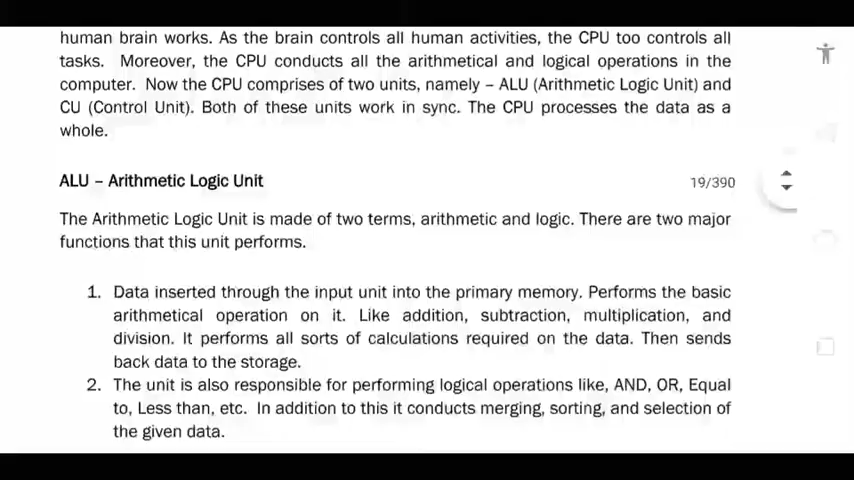 human brain works. As the brain controls all human activities, the CPU too controls all
tasks. Moreover, the CPU conducts all the arithmetical and logical operations in the
computer. Now the CPU comprises of two units, namely – ALU (Arithmetic Logic Unit) and
CU (Control Unit). Both of these units work in sync. The CPU processes the data as a
whole.
ALU – Arithmetic Logic Unit
19/390
The Arithmetic Logic Unit is made of two terms, arithmetic and logic. There are two major
functions that this unit performs.
1. Data inserted through the input unit into the primary memory. Performs the basic
arithmetical operation on it. Like addition, subtraction, multiplication, and
division. It performs all sorts of calculations required on the data. Then sends
back data to the storage.
2. The unit is also responsible for performing logical operations like, AND, OR, Equal
to, Less than, etc. In addition to this it conducts merging, sorting, and selection of
the given data.